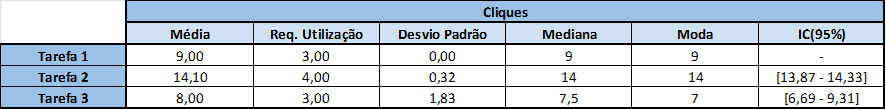 Cliques
Média Req. Utilização Desvio Padrão Mediana Moda IC(95%)
Tarefa 1 9,00 3,00 0,00 9 9 -
Tarefa 2 14,10 4,00 0,32 14 14 [13,87 - 14,33]
Tarefa 3 8,00 3,00 1,83 7,5 7 [6,69 - 9,31]